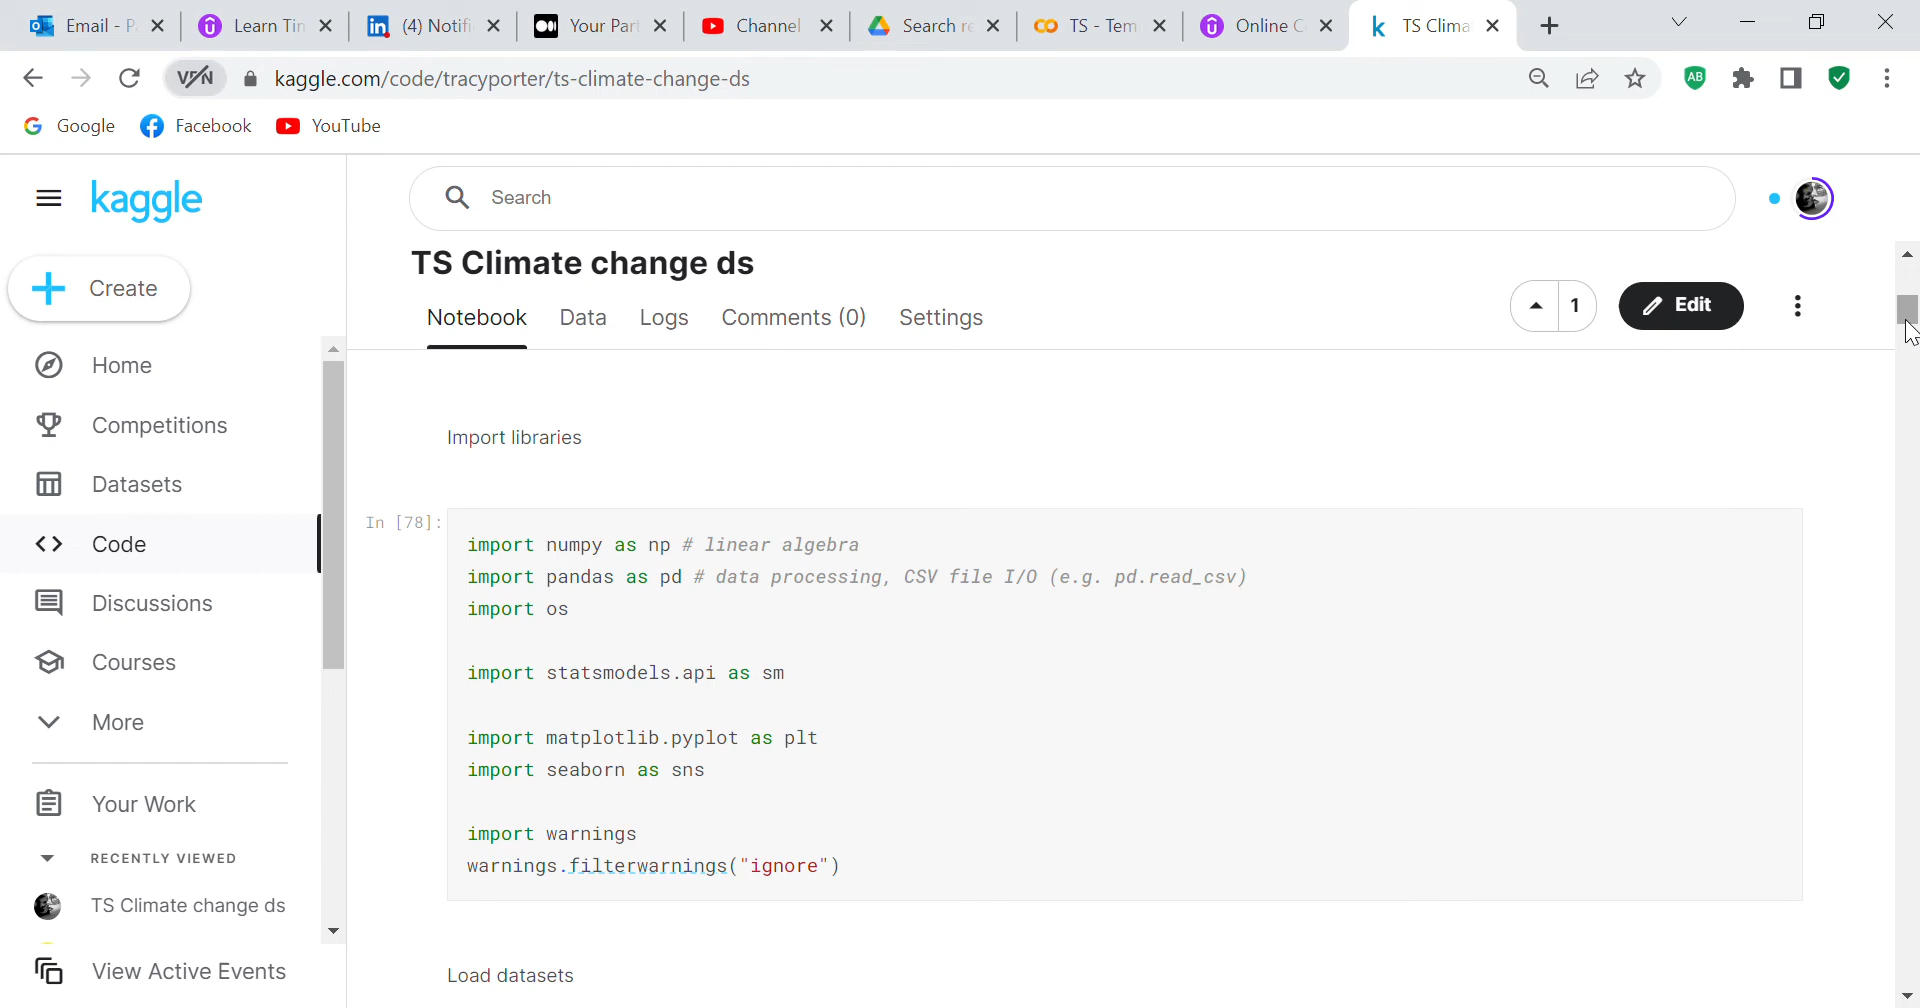 Email - P
Learn Tin
(4) Notifi
Your Part
Channel
Search re
TS - Tem
Online C
TS Clima
VPN
kaggle.com/code/tracyporter/ts-climate-change-ds
AB
Google
Facebook
YouTube
kaggle
Search
Create
TS Climate change ds
Notebook
Data
Logs
Comments (0)
Settings
1
Edit
Home
Competitions
Datasets
Code
Discussions
Courses
More
Your Work
RECENTLY VIEWED
TS Climate change ds
View Active Events
Import libraries
In [78]:
import numpy as np # linear algebra
import pandas as pd # data processing, CSV file I/O (e.g. pd.read_csv)
import os
import statsmodels.api as sm
import matplotlib.pyplot as plt
import seaborn as sns
import warnings
warnings.filterwarnings("ignore")
Load datasets